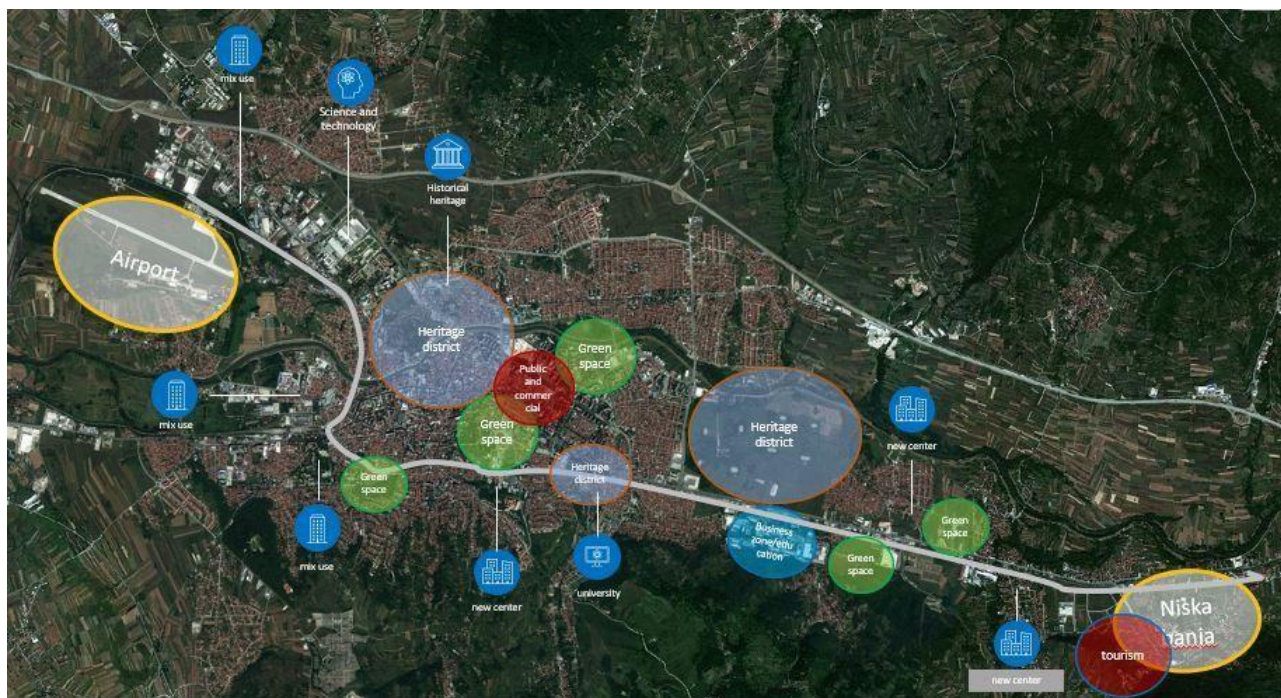 mix use
Science and
technology
Historical
heritage
Airport
Heritage
district
Green
space
Public
and
commer
cial
Green
space
mix use
Heritage
district
new center
Heritage
district
Green
space
mix use
new center
university
Business
zone/edu
cation
Green
space
Green
space
Niška
bania
tourism
new center